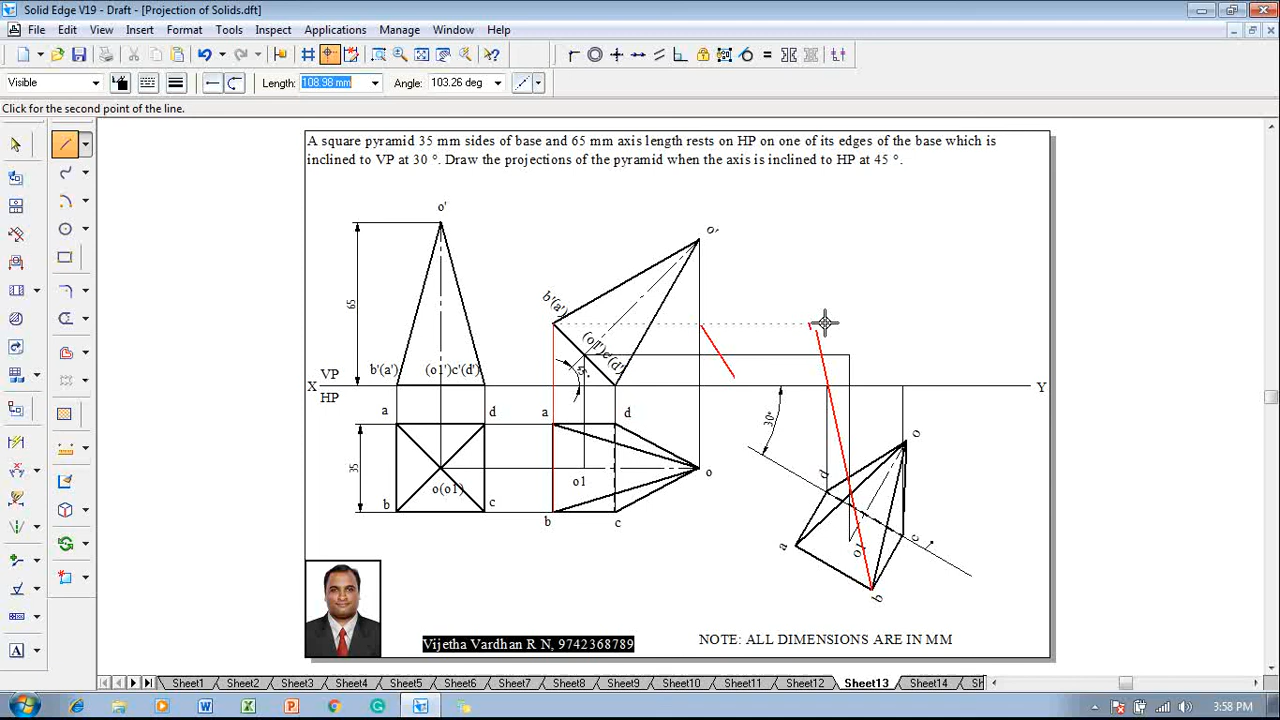 Solid Edge V19 - Draft - [Projection of Solids.dft]
File Edit View Insert Format Tools Inspect Applications Manage Window Help
Visible Length: 108.98 mm Angle: 103.26 deg
Click for the second point of the line.
A square pyramid 35 mm sides of base and 65 mm axis length rests on HP on one of its edges of the base which is
inclined to VP at 30 °. Draw the projections of the pyramid when the axis is inclined to HP at 45 °.
o'
o'
65
b'(a')
(o1')c'(d')
45°
VP
b'(a') (o1')c'(d')
X Y
HP
a d a d
30°
o
35
o(o1) o1 o
d
b c b c
a o1 c 1
b
Vijetha Vardhan R N, 9742368789
NOTE: ALL DIMENSIONS ARE IN MM
Sheet1 Sheet2 Sheet3 Sheet4 Sheet5 Sheet6 Sheet7 Sheet8 Sheet9 Sheet10 Sheet11 Sheet12 Sheet13 Sheet14 Sl
3:58 PM